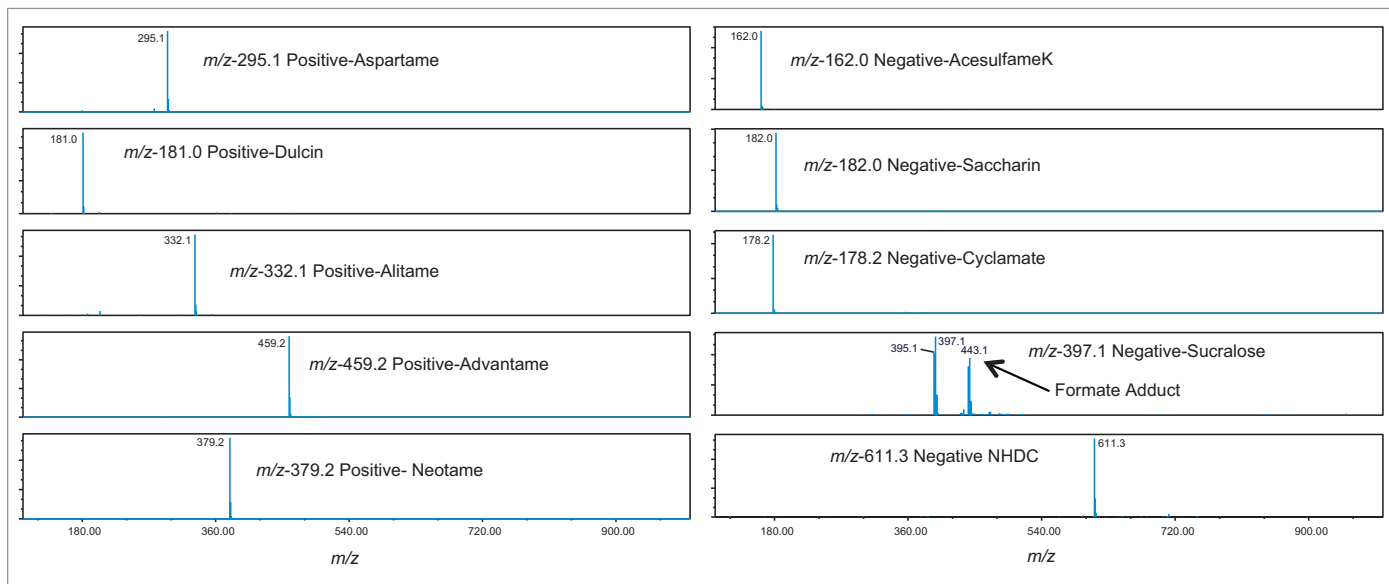 295.1
m/z-295.1 Positive-Aspartame
181.0
m/z-181.0 Positive-Dulcin
332.1
m/z-332.1 Positive-Alitame
459.2
m/z-459.2 Positive-Advantame
379.2
m/z-379.2 Positive- Neotame
180.00 360.00 540.00 720.00 900.00
m/z
162.0
m/z-162.0 Negative-AcesulfameK
182.0
m/z-182.0 Negative-Saccharin
178.2
m/z-178.2 Negative-Cyclamate
395.1 397.1 443.1
m/z-397.1 Negative-Sucralose
Formate Adduct
m/z-611.3 Negative NHDC
611.3
180.00 360.00 540.00 720.00 900.00
m/z